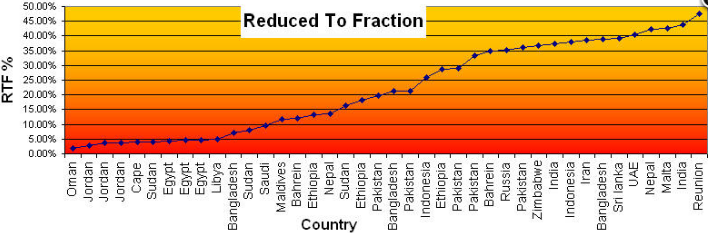 Reduced To Fraction
50.00%
45.00%
40.00%
35.00%
30.00%
25.00%
20.00%
15.00%
10.00%
5.00%
0.00%
RTF %
Oman
Jordan
Jordan
Jordan
Cape
Sudan
Egypt
Egypt
Egypt
Libya
Bangladesh
Sudan
Saudi
Maldives
Bahrein
Ethiopia
Nepal
Sudan
Ethiopia
Pakistan
Bangladesh
Pakistan
Indonesia
Ethiopia
Pakistan
Pakistan
Bahrein
Russia
Pakistan
Zimbabwe
India
Indonesia
Iran
Bangladesh
Sri lanka
UAE
Nepal
Malta
India
Reunion
Country